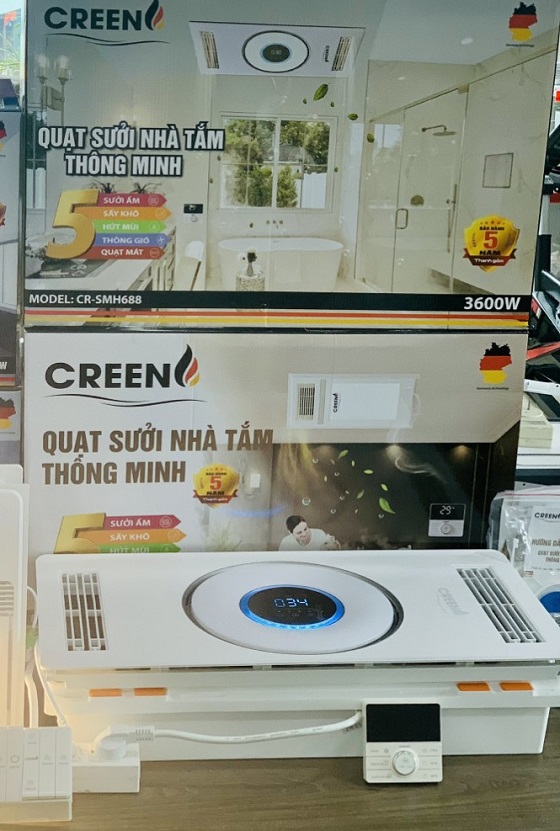 CREEN
QUẠT SƯỞI NHÀ TẮM
THÔNG MINH
5
SƯỞI ẤM
SẤY KHÔ
HÚT MÙI
THÔNG GIÓ
QUẠT MÁT
BẢO HÀNH
5
NĂM
MODEL: CR-SMH688
3600W
CREEN
QUẠT SƯỞI NHÀ TẮM
THÔNG MINH
5
NĂM
5
SƯỞI ẤM
SẤY KHÔ
HÚT MÙI
29
CREEN
CREEN
034